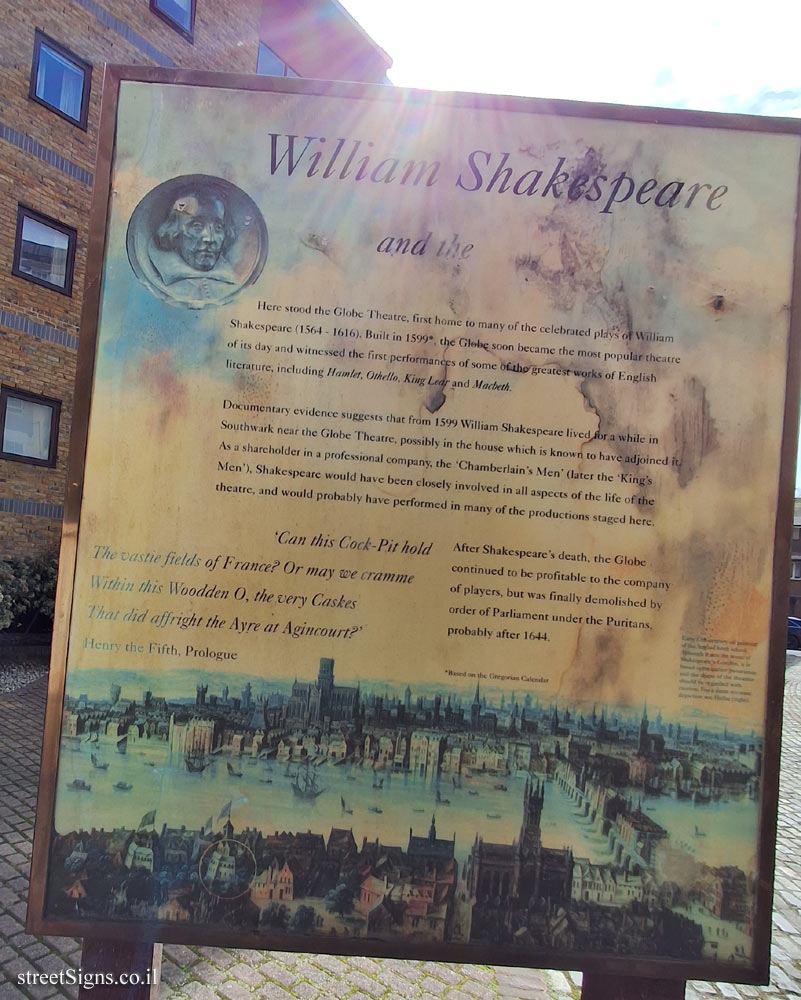 William Shakespeare
and the
Here stood the Globe Theatre, first home to many of the celebrated plays of William
Shakespeare (1564 - 1616). Built in 1599*, the Globe soon became the most popular theatre
of its day and witnessed the first performances of some of the greatest works of English
literature, including Hamlet, Othello, King Lear and Macbeth.
Documentary evidence suggests that from 1599 William Shakespeare lived for a while in
Southwark near the Globe Theatre, possibly in the house which is known to have adjoined it.
As a shareholder in a professional company, the 'Chamberlain's Men' (later the 'King's
Men'), Shakespeare would have been closely involved in all aspects of the life of the
theatre, and would probably have performed in many of the productions staged here.
'Can this Cock-Pit hold
The vastie fields of France? Or may we cramme
Within this Woodden O, the very Caskes
That did affright the Ayre at Agincourt?'
Henry the Fifth, Prologue
After Shakespeare's death, the Globe
continued to be profitable to the company
of players, but was finally demolished by
order of Parliament under the Puritans,
probably after 1644.
*Based on the Gregorian Calendar
streetSigns.co.il